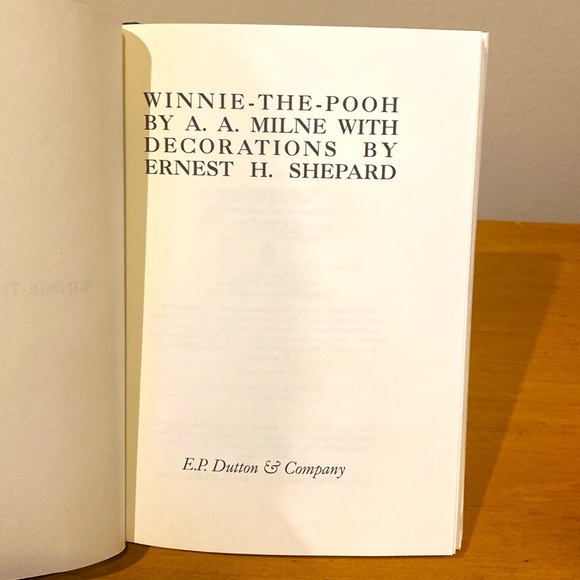 WINNIE-THE-POOH
BY A. A. MILNE WITH
DECORATIONS BY
ERNEST H. SHEPARD
E.P. Dutton & Company